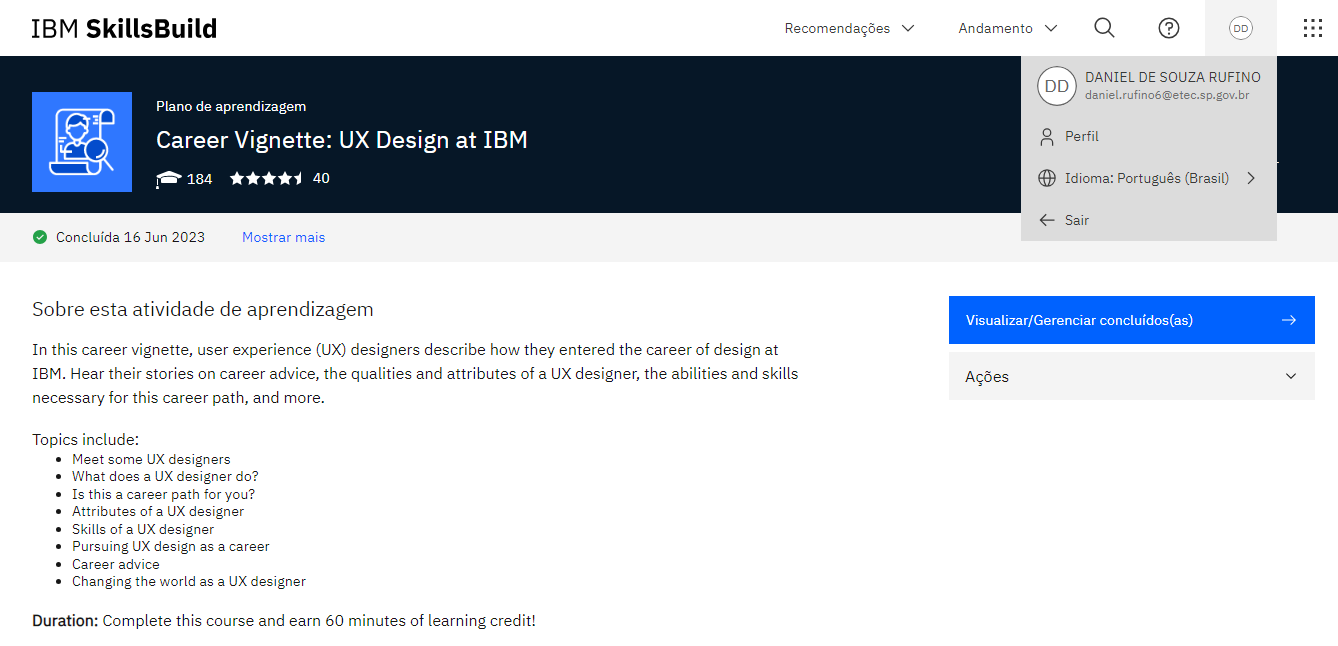 IBM SkillsBuild
Recomendações
Andamento
DD
DD
DANIEL DE SOUZA RUFINO
daniel.rufino6@etec.sp.gov.br
Perfil
Idioma: Português (Brasil)
Sair
Plano de aprendizagem
Career Vignette: UX Design at IBM
184
40
Concluída 16 Jun 2023
Mostrar mais
Sobre esta atividade de aprendizagem
In this career vignette, user experience (UX) designers describe how they entered the career of design at
IBM. Hear their stories on career advice, the qualities and attributes of a UX designer, the abilities and skills
necessary for this career path, and more.
Topics include:
Meet some UX designers
What does a UX designer do?
Is this a career path for you?
Attributes of a UX designer
Skills of a UX designer
Pursuing UX design as a career
Career advice
Changing the world as a UX designer
Duration: Complete this course and earn 60 minutes of learning credit!
Visualizar/Gerenciar concluídos(as)
Ações